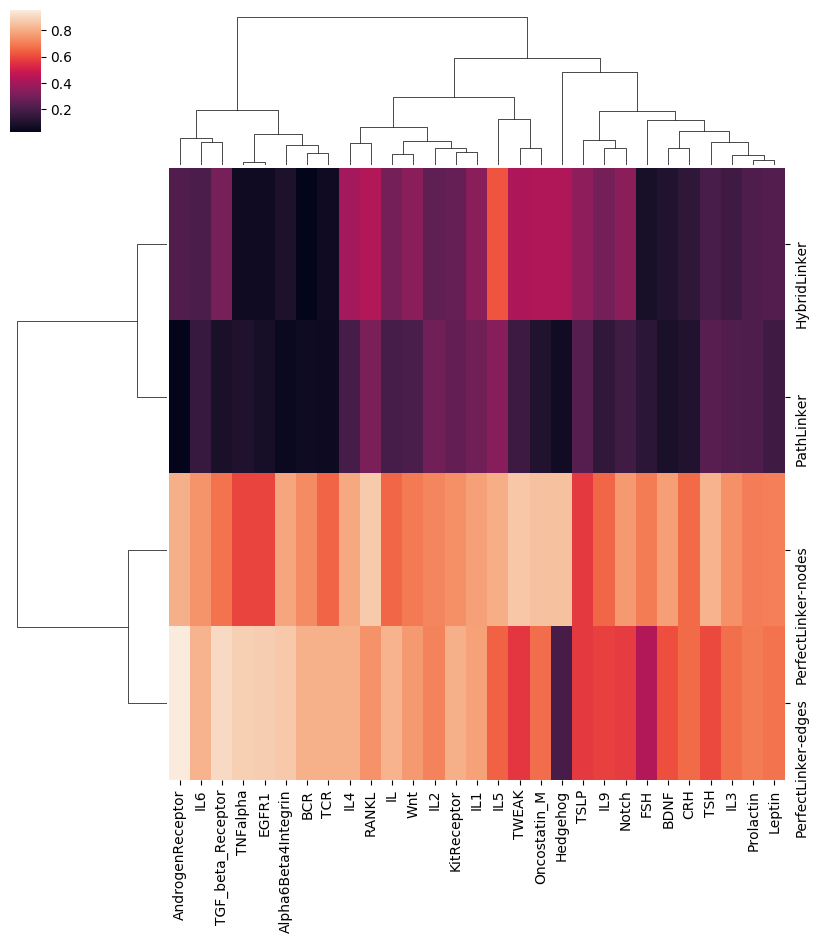 0.8
0.6
0.4
0.2
HybridLinker
PathLinker
PerfectLinker-nodes
PerfectLinker-edges
AndrogenReceptor
IL6
TGF_beta_Receptor
TNFalpha
EGFR1
Alpha6Beta4Integrin
BCR
TCR
IL4
RANKL
IL
Wnt
IL2
KitReceptor
IL1
IL5
TWEAK
Oncostatin_M
Hedgehog
TSLP
IL9
Notch
FSH
BDNF
CRH
TSH
IL3
Prolactin
Leptin